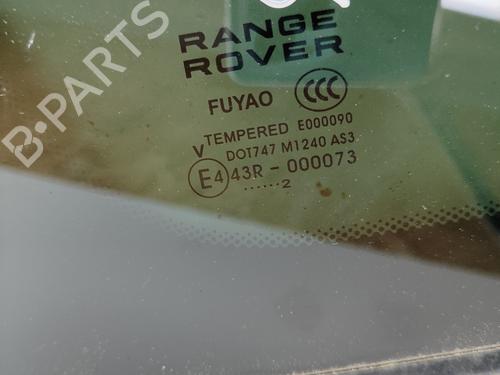 RANGE
ROVER
FUYAO CCC
TEMPERED E000090
V DOT747 M1240 AS3
E4 43R - 000073
......2
B-PARTS